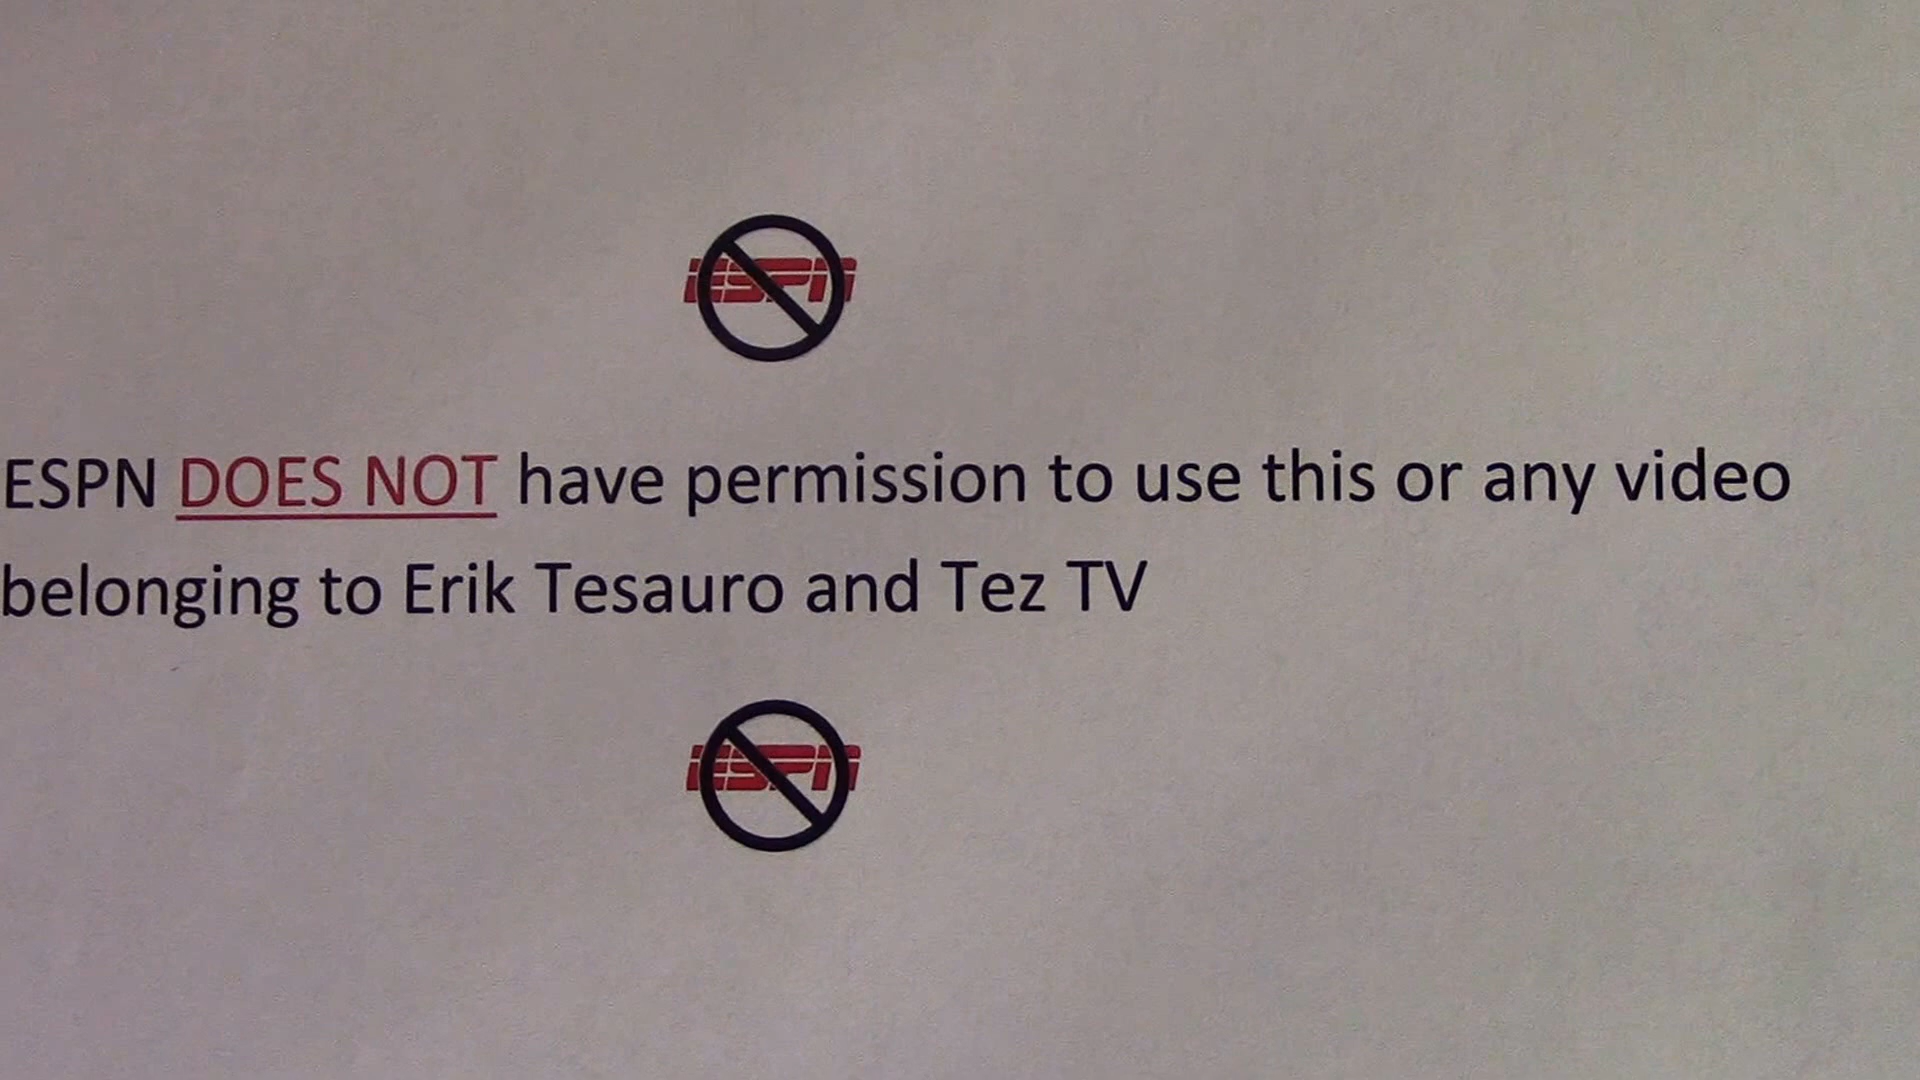 ESPN
ESPN DOES NOT have permission to use this or any video
belonging to Erik Tesauro and Tez TV
ESPN